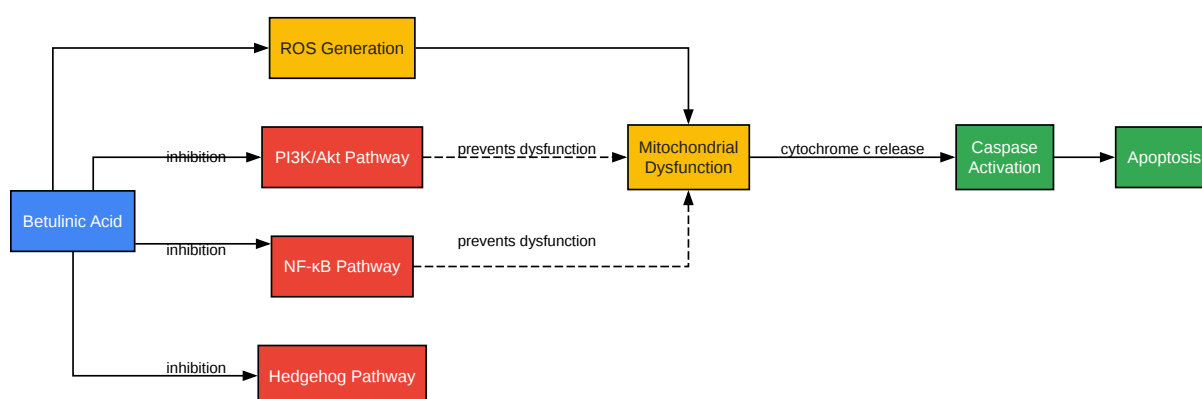 ROS Generation
inhibition
PI3K/Akt Pathway
prevents dysfunction
Mitochondrial
Dysfunction
cytochrome c release
Caspase
Activation
Apoptosis
Betulinic Acid
inhibition
NF-κB Pathway
prevents dysfunction
inhibition
Hedgehog Pathway